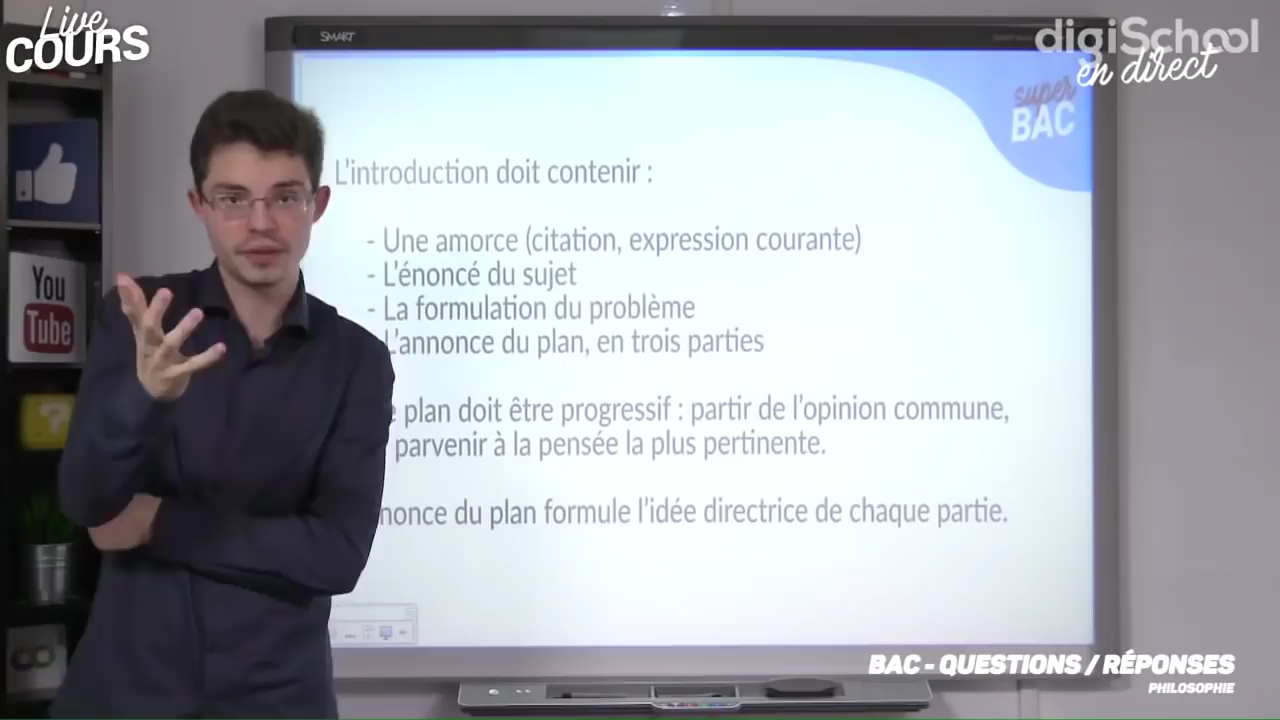 Live
COURS
SMART
digiSchool
en direct
super
BAC
L'introduction doit contenir :
- Une amorce (citation, expression courante)
- L'énoncé du sujet
- La formulation du problème
L'annonce du plan, en trois parties
plan doit être progressif : partir de l'opinion commune,
parvenir à la pensée la plus pertinente.
nonce du plan formule l'idée directrice de chaque partie.
You
Tube
?
BAC - QUESTIONS / RÉPONSES
PHILOSOPHIE